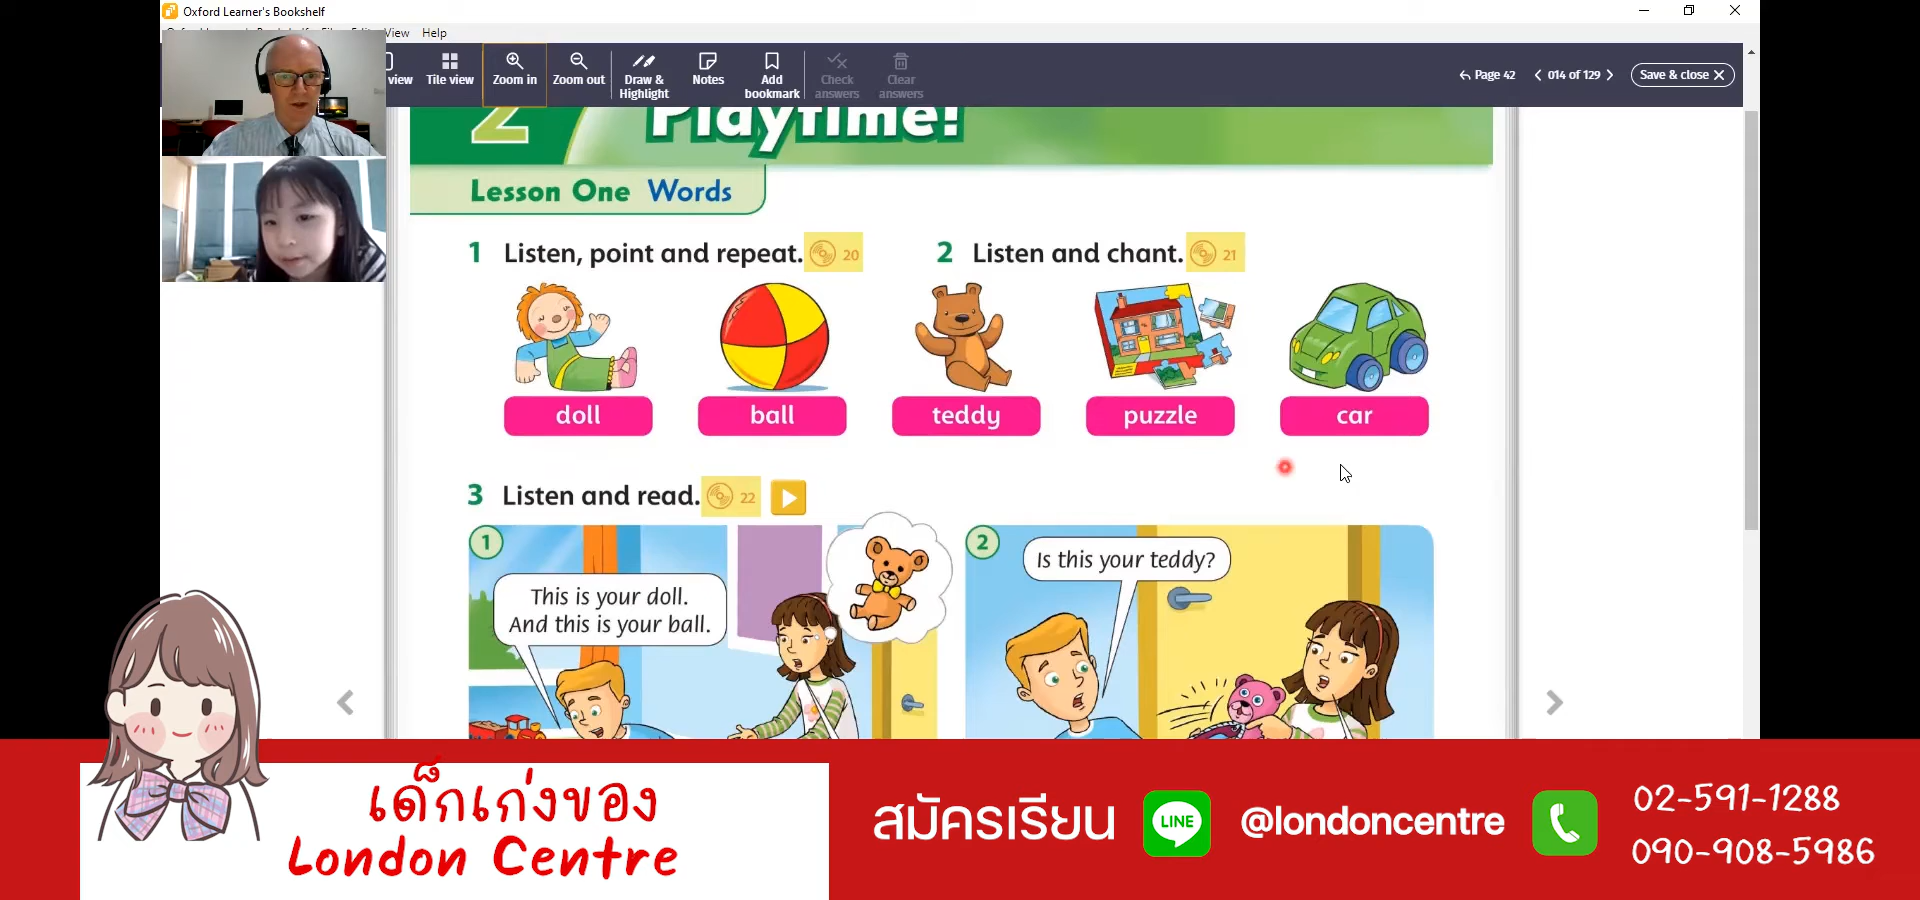 Oxford Learner's Bookshelf
View Help
view
Tile view
Zoom in
Zoom out
Draw & Highlight
Notes
Add bookmark
Check answers
Clear answers
Page 42
014 of 129
Save & close
2 Playtime!
Lesson One Words
1 Listen, point and repeat. 20
2 Listen and chant. 21
doll
ball
teddy
puzzle
car
3 Listen and read. 22
1
This is your doll.
And this is your ball.
2
Is this your teddy?
เด็กเก่งของ
London Centre
สมัครเรียน
LINE
@londoncentre
02-591-1288
090-908-5986